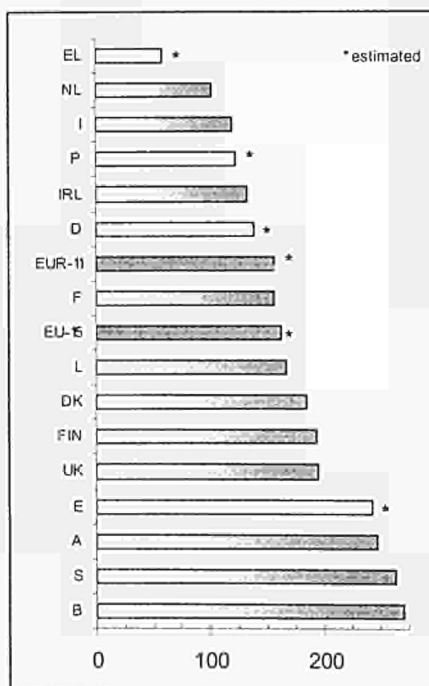 EL *
* estimated
NL
I
P *
IRL
D *
EUR-11 *
F
EU-15 *
L
DK
FIN
UK
E *
A
S
B
0 100 200